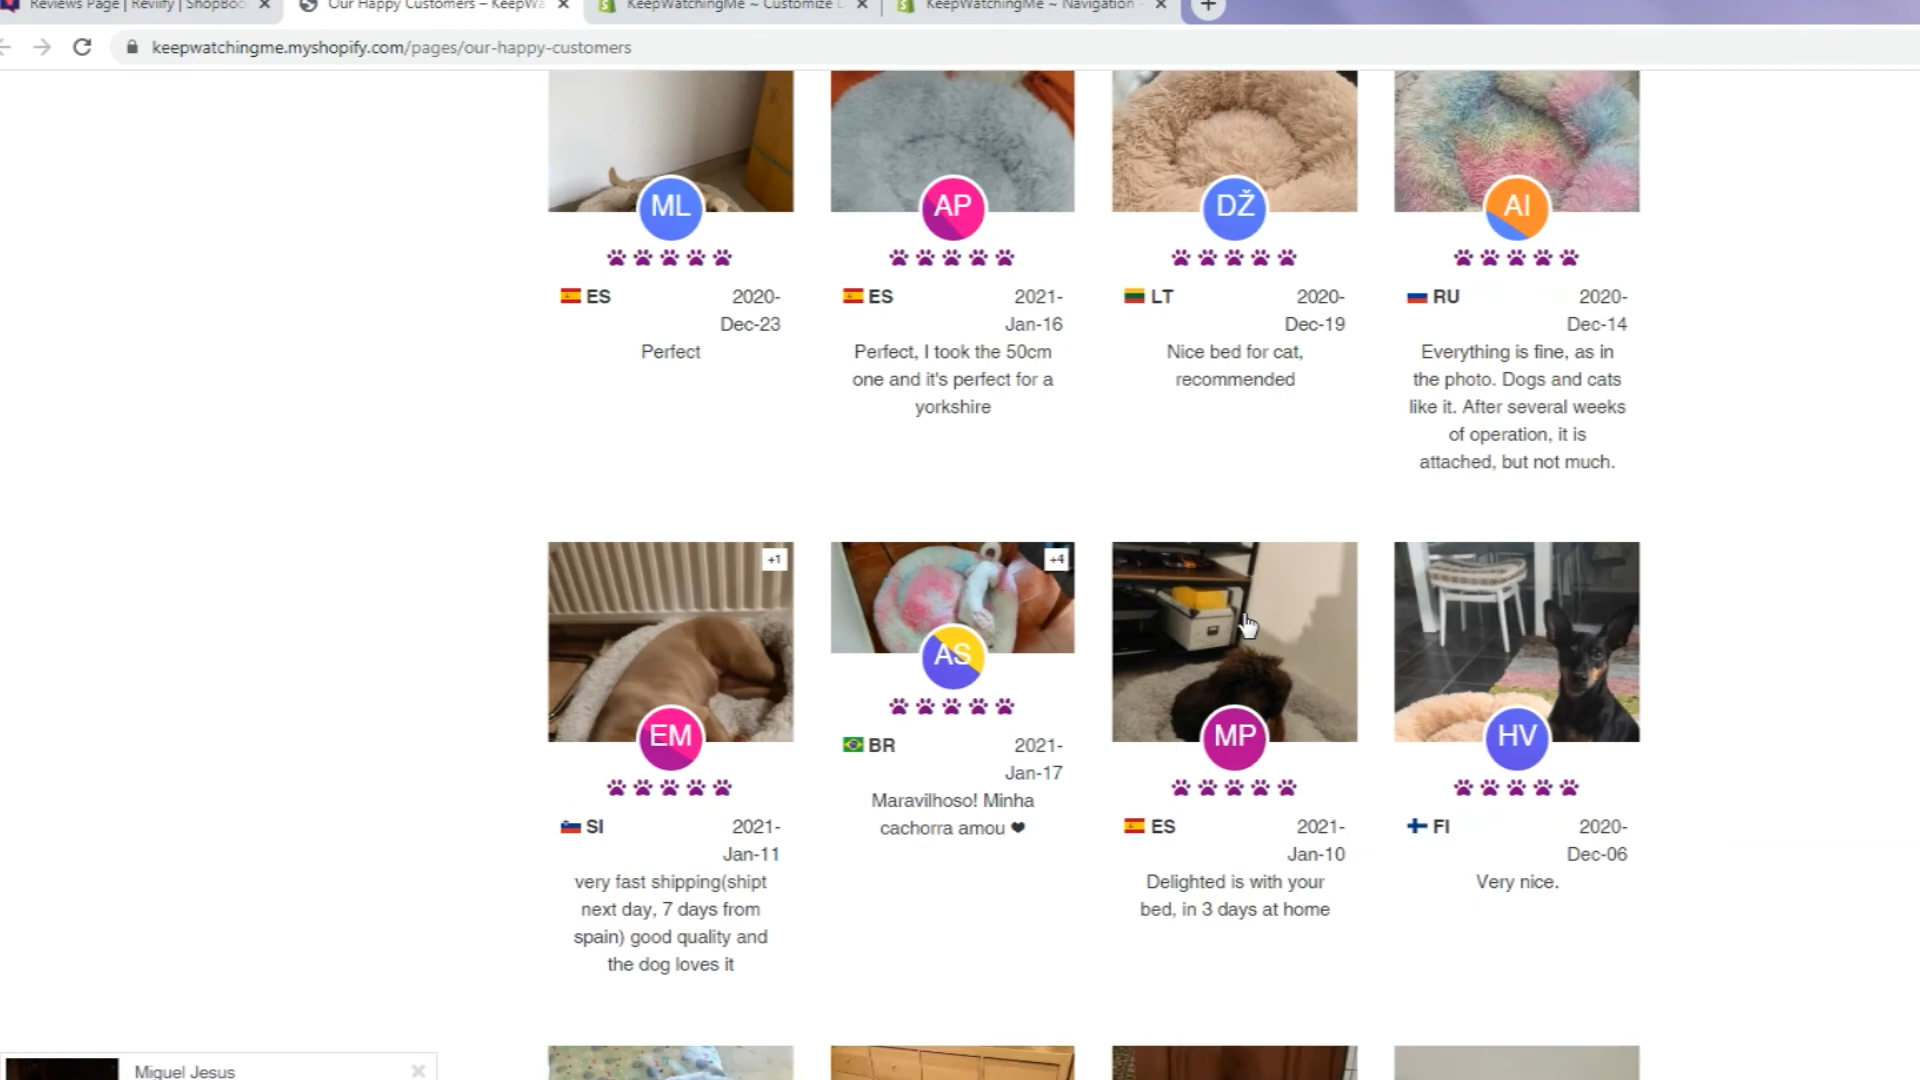 Reviews Page | Reviify | ShopBoo
Our Happy Customers – KeepWa
KeepWatchingMe ~ Customize D
KeepWatchingMe ~ Navigation
keepwatchingme.myshopify.com/pages/our-happy-customers
ML
AP
DŽ
AI
ES
2020-
Dec-23
Perfect
ES
2021-
Jan-16
Perfect, I took the 50cm
one and it's perfect for a
yorkshire
LT
2020-
Dec-19
Nice bed for cat,
recommended
RU
2020-
Dec-14
Everything is fine, as in
the photo. Dogs and cats
like it. After several weeks
of operation, it is
attached, but not much.
+1
EM
SI
2021-
Jan-11
very fast shipping(shipt
next day, 7 days from
spain) good quality and
the dog loves it
+4
AS
BR
2021-
Jan-17
Maravilhoso! Minha
cachorra amou ❤
MP
ES
2021-
Jan-10
Delighted is with your
bed, in 3 days at home
HV
FI
2020-
Dec-06
Very nice.
Miguel Jesus